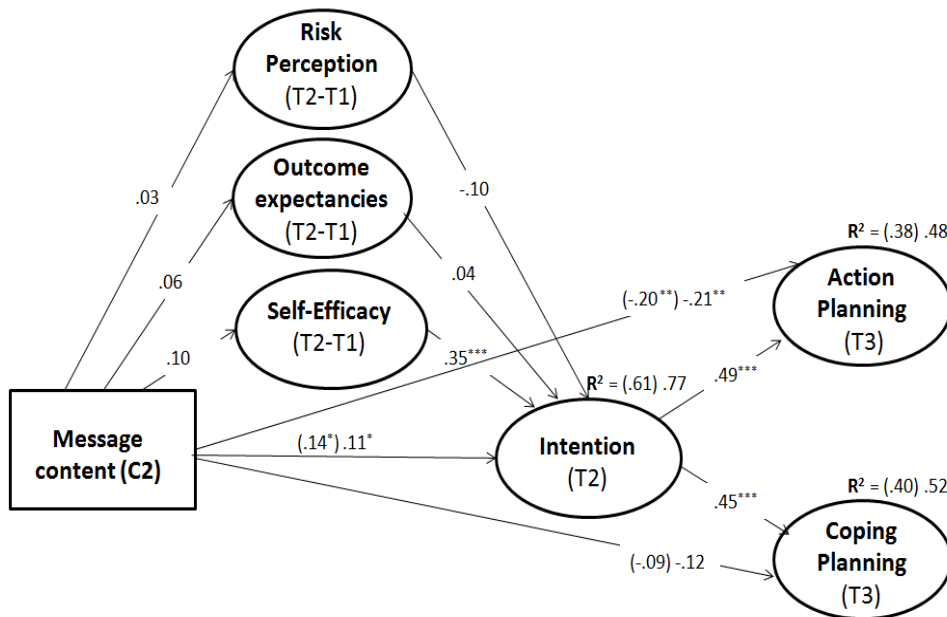 Risk
Perception
(T2-T1)
Outcome
expectancies
(T2-T1)
Self-Efficacy
(T2-T1)
Message
content (C2)
.03
.06
.10
-.10
.04
.35***
(.14*) .11*
(-.20**) -.21**
(-.09) -.12
R² = (.61) .77
Intention
(T2)
.49***
.45***
R² = (.38) .48
Action
Planning
(T3)
R² = (.40) .52
Coping
Planning
(T3)